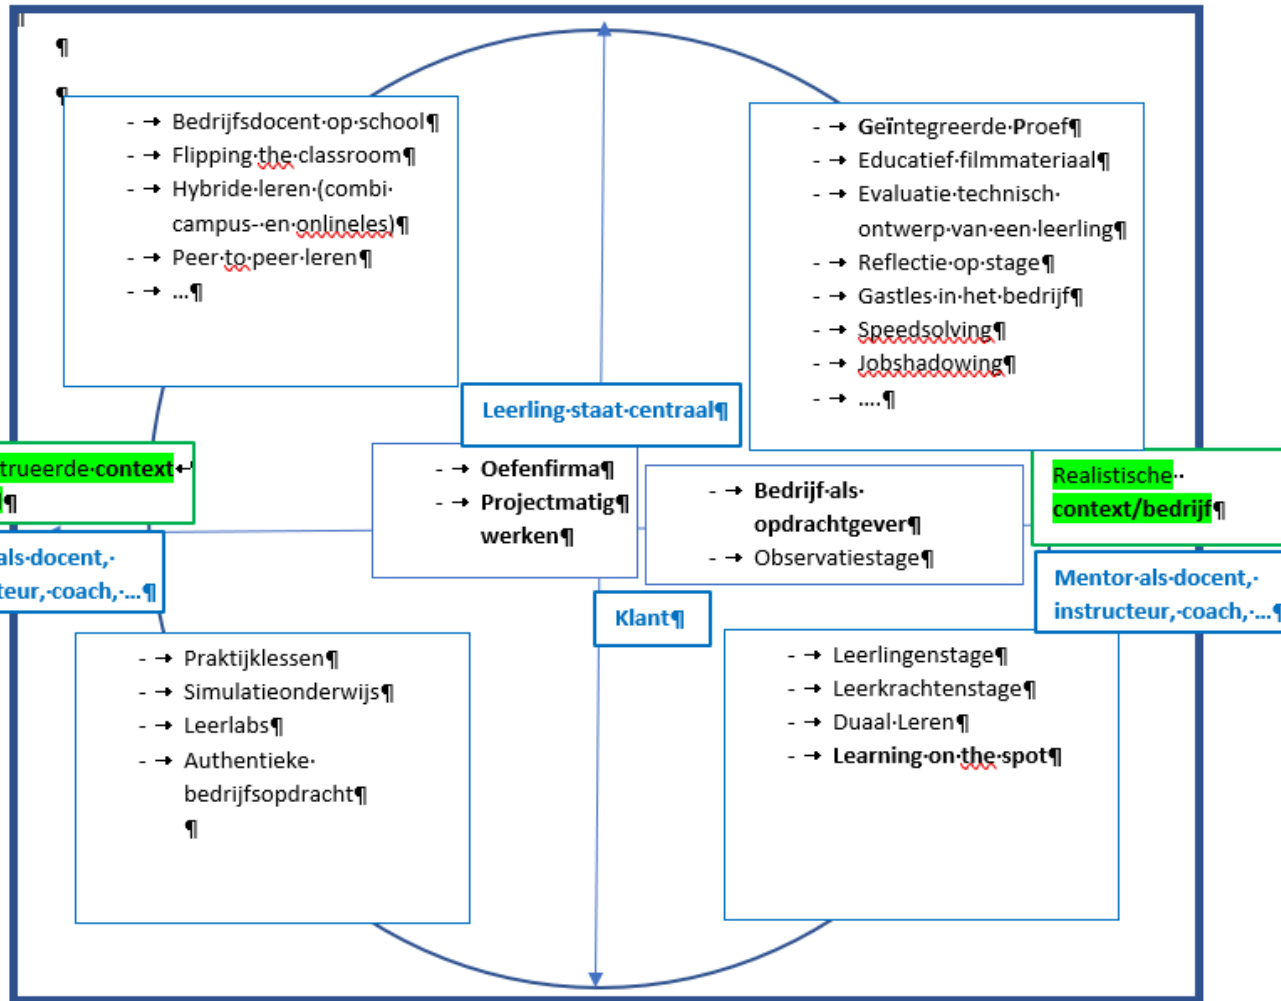 - Bedrijfsdocent op school
- Flipping the classroom
- Hybride leren (combi
campus- en onlineles)
- Peer to peer leren
- ...
- Geïntegreerde Proef
- Educatief filmmateriaal
- Evaluatie technisch
ontwerp van een leerling
- Reflectie op stage
- Gastles in het bedrijf
- Speedsolving
- Jobshadowing
- ....
Leerling staat centraal
trueerde context
- Oefenfirma
- Projectmatig
werken
- Bedrijf als
opdrachtgever
- Observatiestage
Realistische
context/bedrijf
als docent,
teur, coach, ...
Klant
Mentor als docent,
instructeur, coach, ...
- Praktijklessen
- Simulatieonderwijs
- Leerlabs
- Authentieke
bedrijfsopdracht
- Leerlingenstage
- Leerkrachtenstage
- Duaal Leren
- Learning on the spot